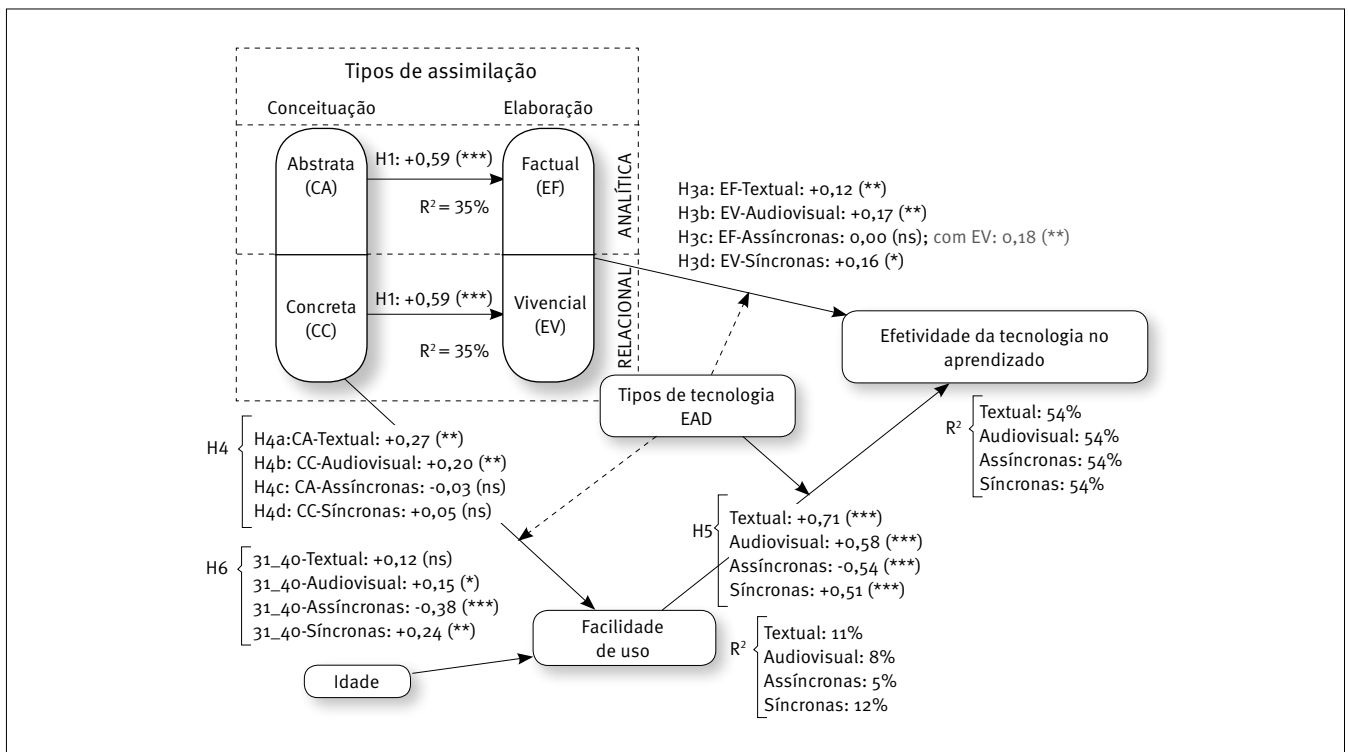 Tipos de assimilação
Conceituação
Elaboração
Abstrata
(CA)
H1: +0,59 (***)
R² = 35%
Factual
(EF)
ANALÍTICA
Concreta
(CC)
H1: +0,59 (***)
R² = 35%
Vivencial
(EV)
RELACIONAL
H3a: EF-Textual: +0,12 (**)
H3b: EV-Audiovisual: +0,17 (**)
H3c: EF-Assíncronas: 0,00 (ns); com EV: 0,18 (**)
H3d: EV-Síncronas: +0,16 (*)
Efetividade da tecnologia no
aprendizado
Tipos de tecnologia
EAD
R²
Textual: 54%
Audiovisual: 54%
Assíncronas: 54%
Síncronas: 54%
H4
H4a:CA-Textual: +0,27 (**)
H4b: CC-Audiovisual: +0,20 (**)
H4c: CA-Assíncronas: -0,03 (ns)
H4d: CC-Síncronas: +0,05 (ns)
H5
Textual: +0,71 (***)
Audiovisual: +0,58 (***)
Assíncronas: -0,54 (***)
Síncronas: +0,51 (***)
H6
31_40-Textual: +0,12 (ns)
31_40-Audiovisual: +0,15 (*)
31_40-Assíncronas: -0,38 (***)
31_40-Síncronas: +0,24 (**)
Facilidade
de uso
R²
Textual: 11%
Audiovisual: 8%
Assíncronas: 5%
Síncronas: 12%
Idade